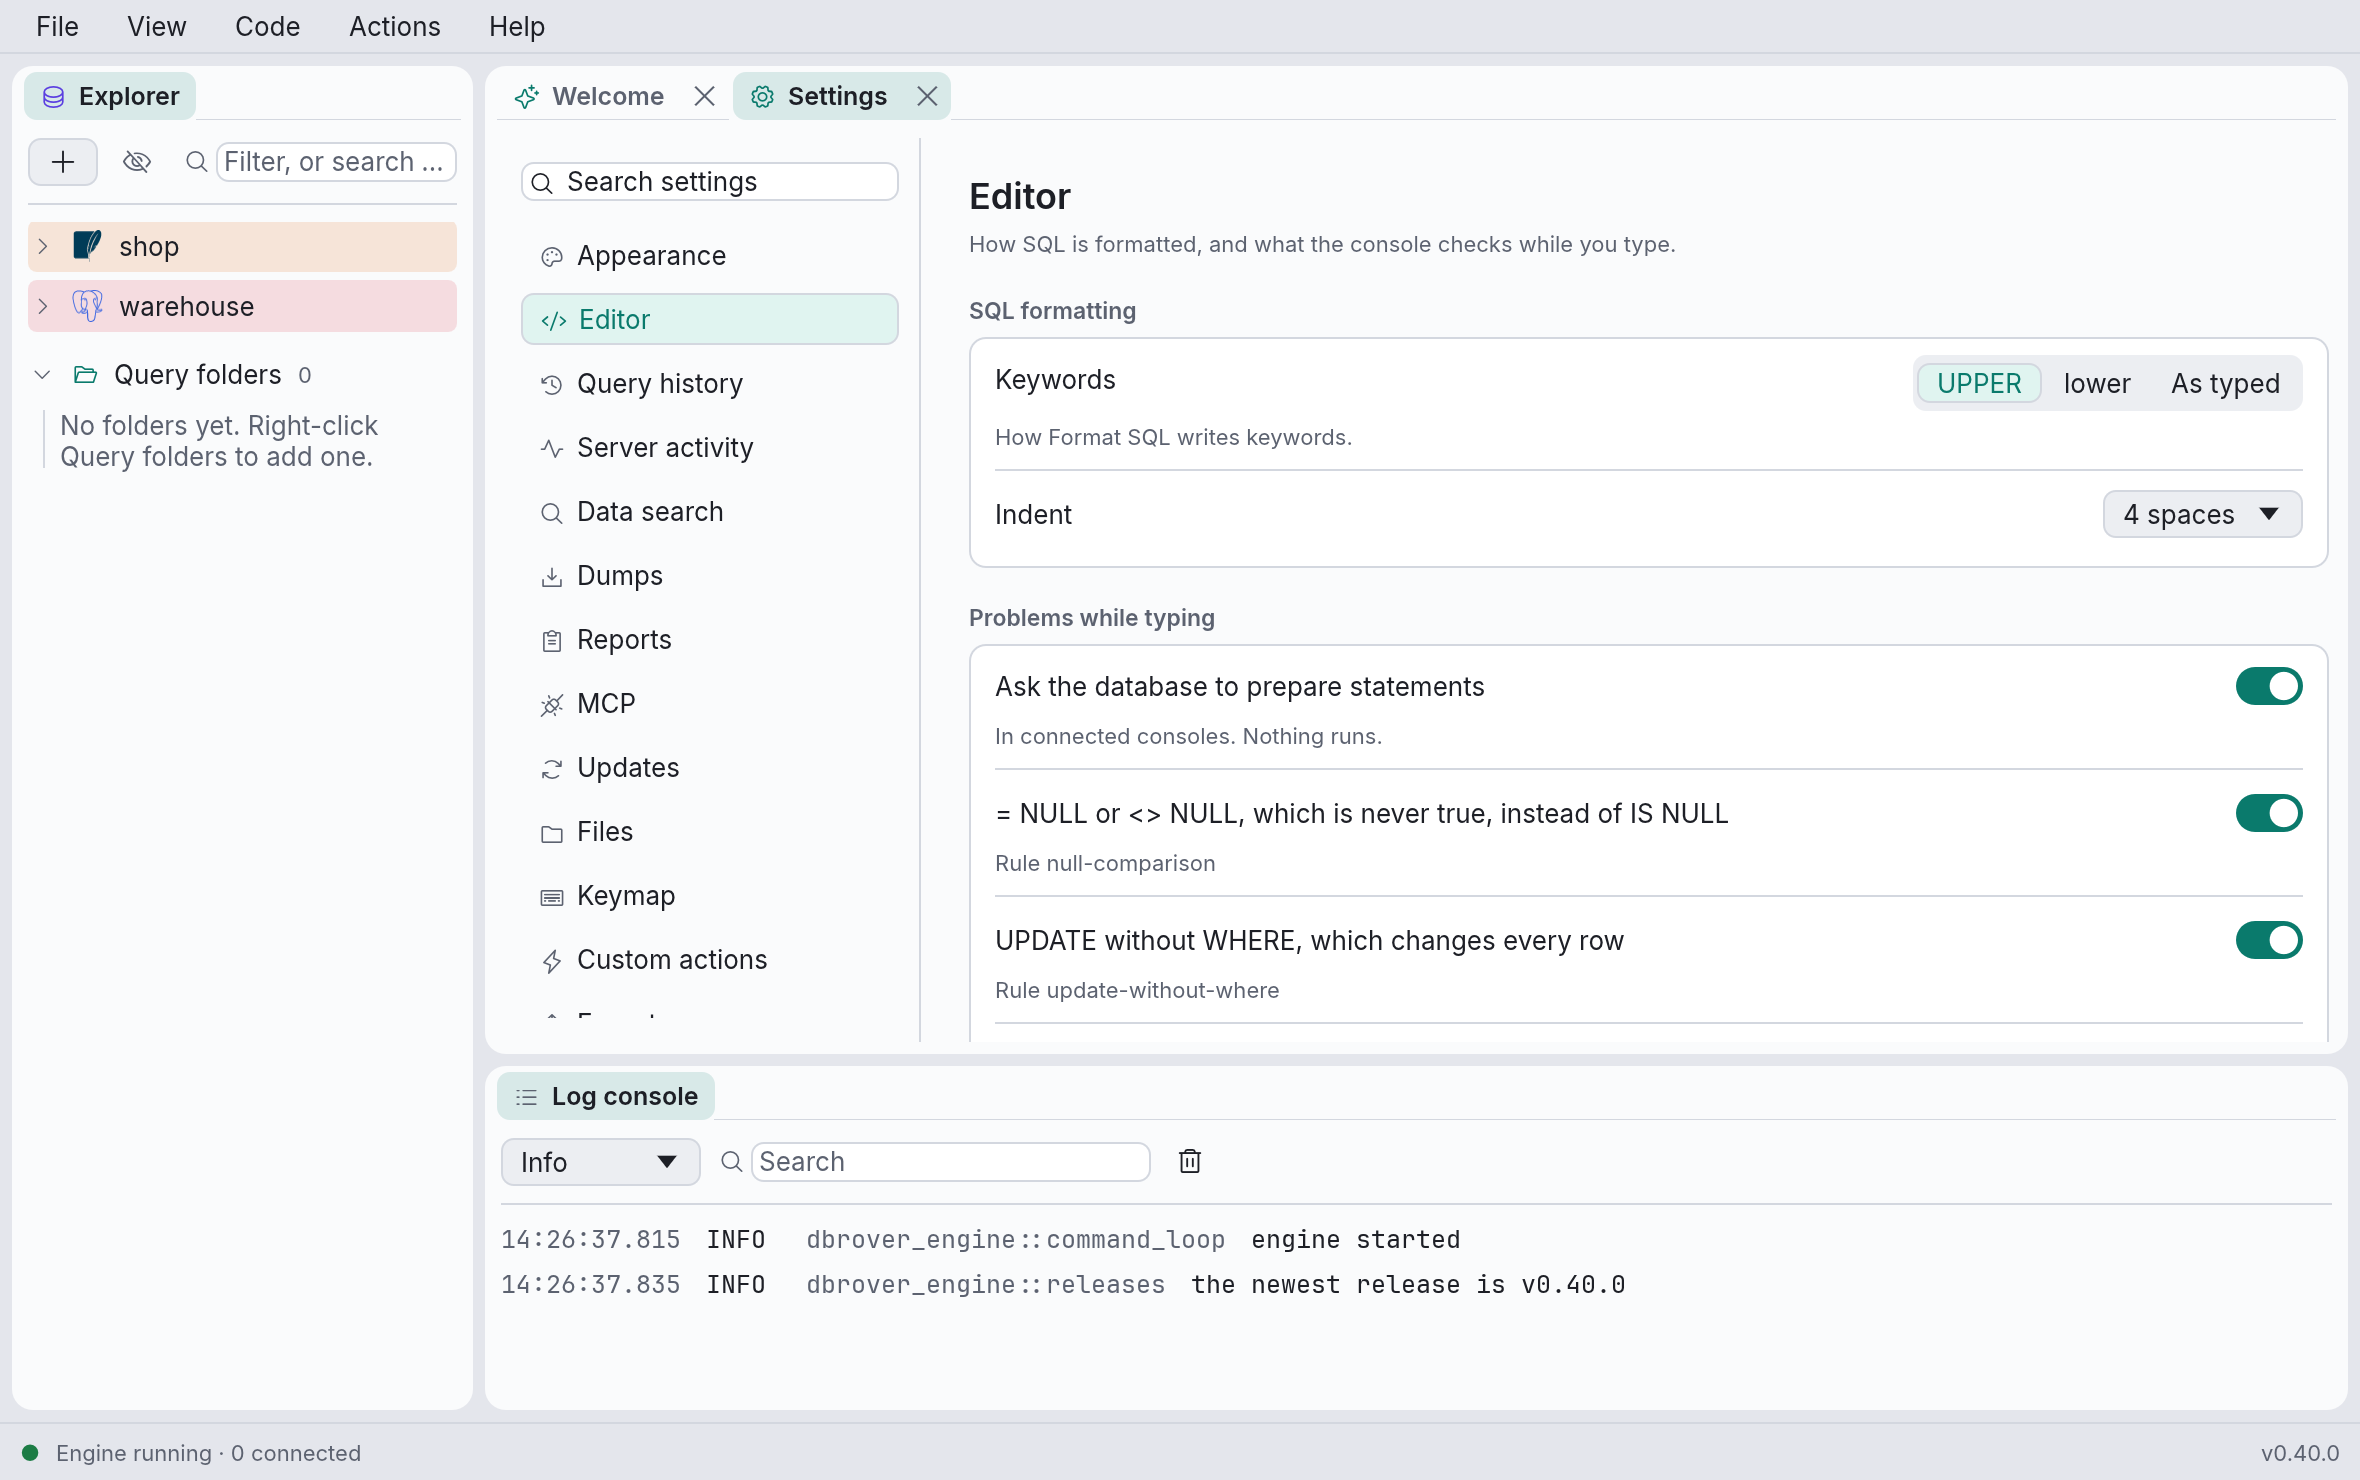 File View Code Actions Help
Explorer
Filter, or search ...
shop
warehouse
Query folders 0
No folders yet. Right-click
Query folders to add one.
Welcome
Settings
Search settings
Appearance
Editor
Query history
Server activity
Data search
Dumps
Reports
MCP
Updates
Files
Keymap
Custom actions
Editor
How SQL is formatted, and what the console checks while you type.
SQL formatting
Keywords
UPPER lower As typed
How Format SQL writes keywords.
Indent
4 spaces
Problems while typing
Ask the database to prepare statements
In connected consoles. Nothing runs.
= NULL or <> NULL, which is never true, instead of IS NULL
Rule null-comparison
UPDATE without WHERE, which changes every row
Rule update-without-where
Log console
Info
Search
14:26:37.815 INFO dbrover_engine::command_loop engine started
14:26:37.835 INFO dbrover_engine::releases the newest release is v0.40.0
Engine running · 0 connected
v0.40.0